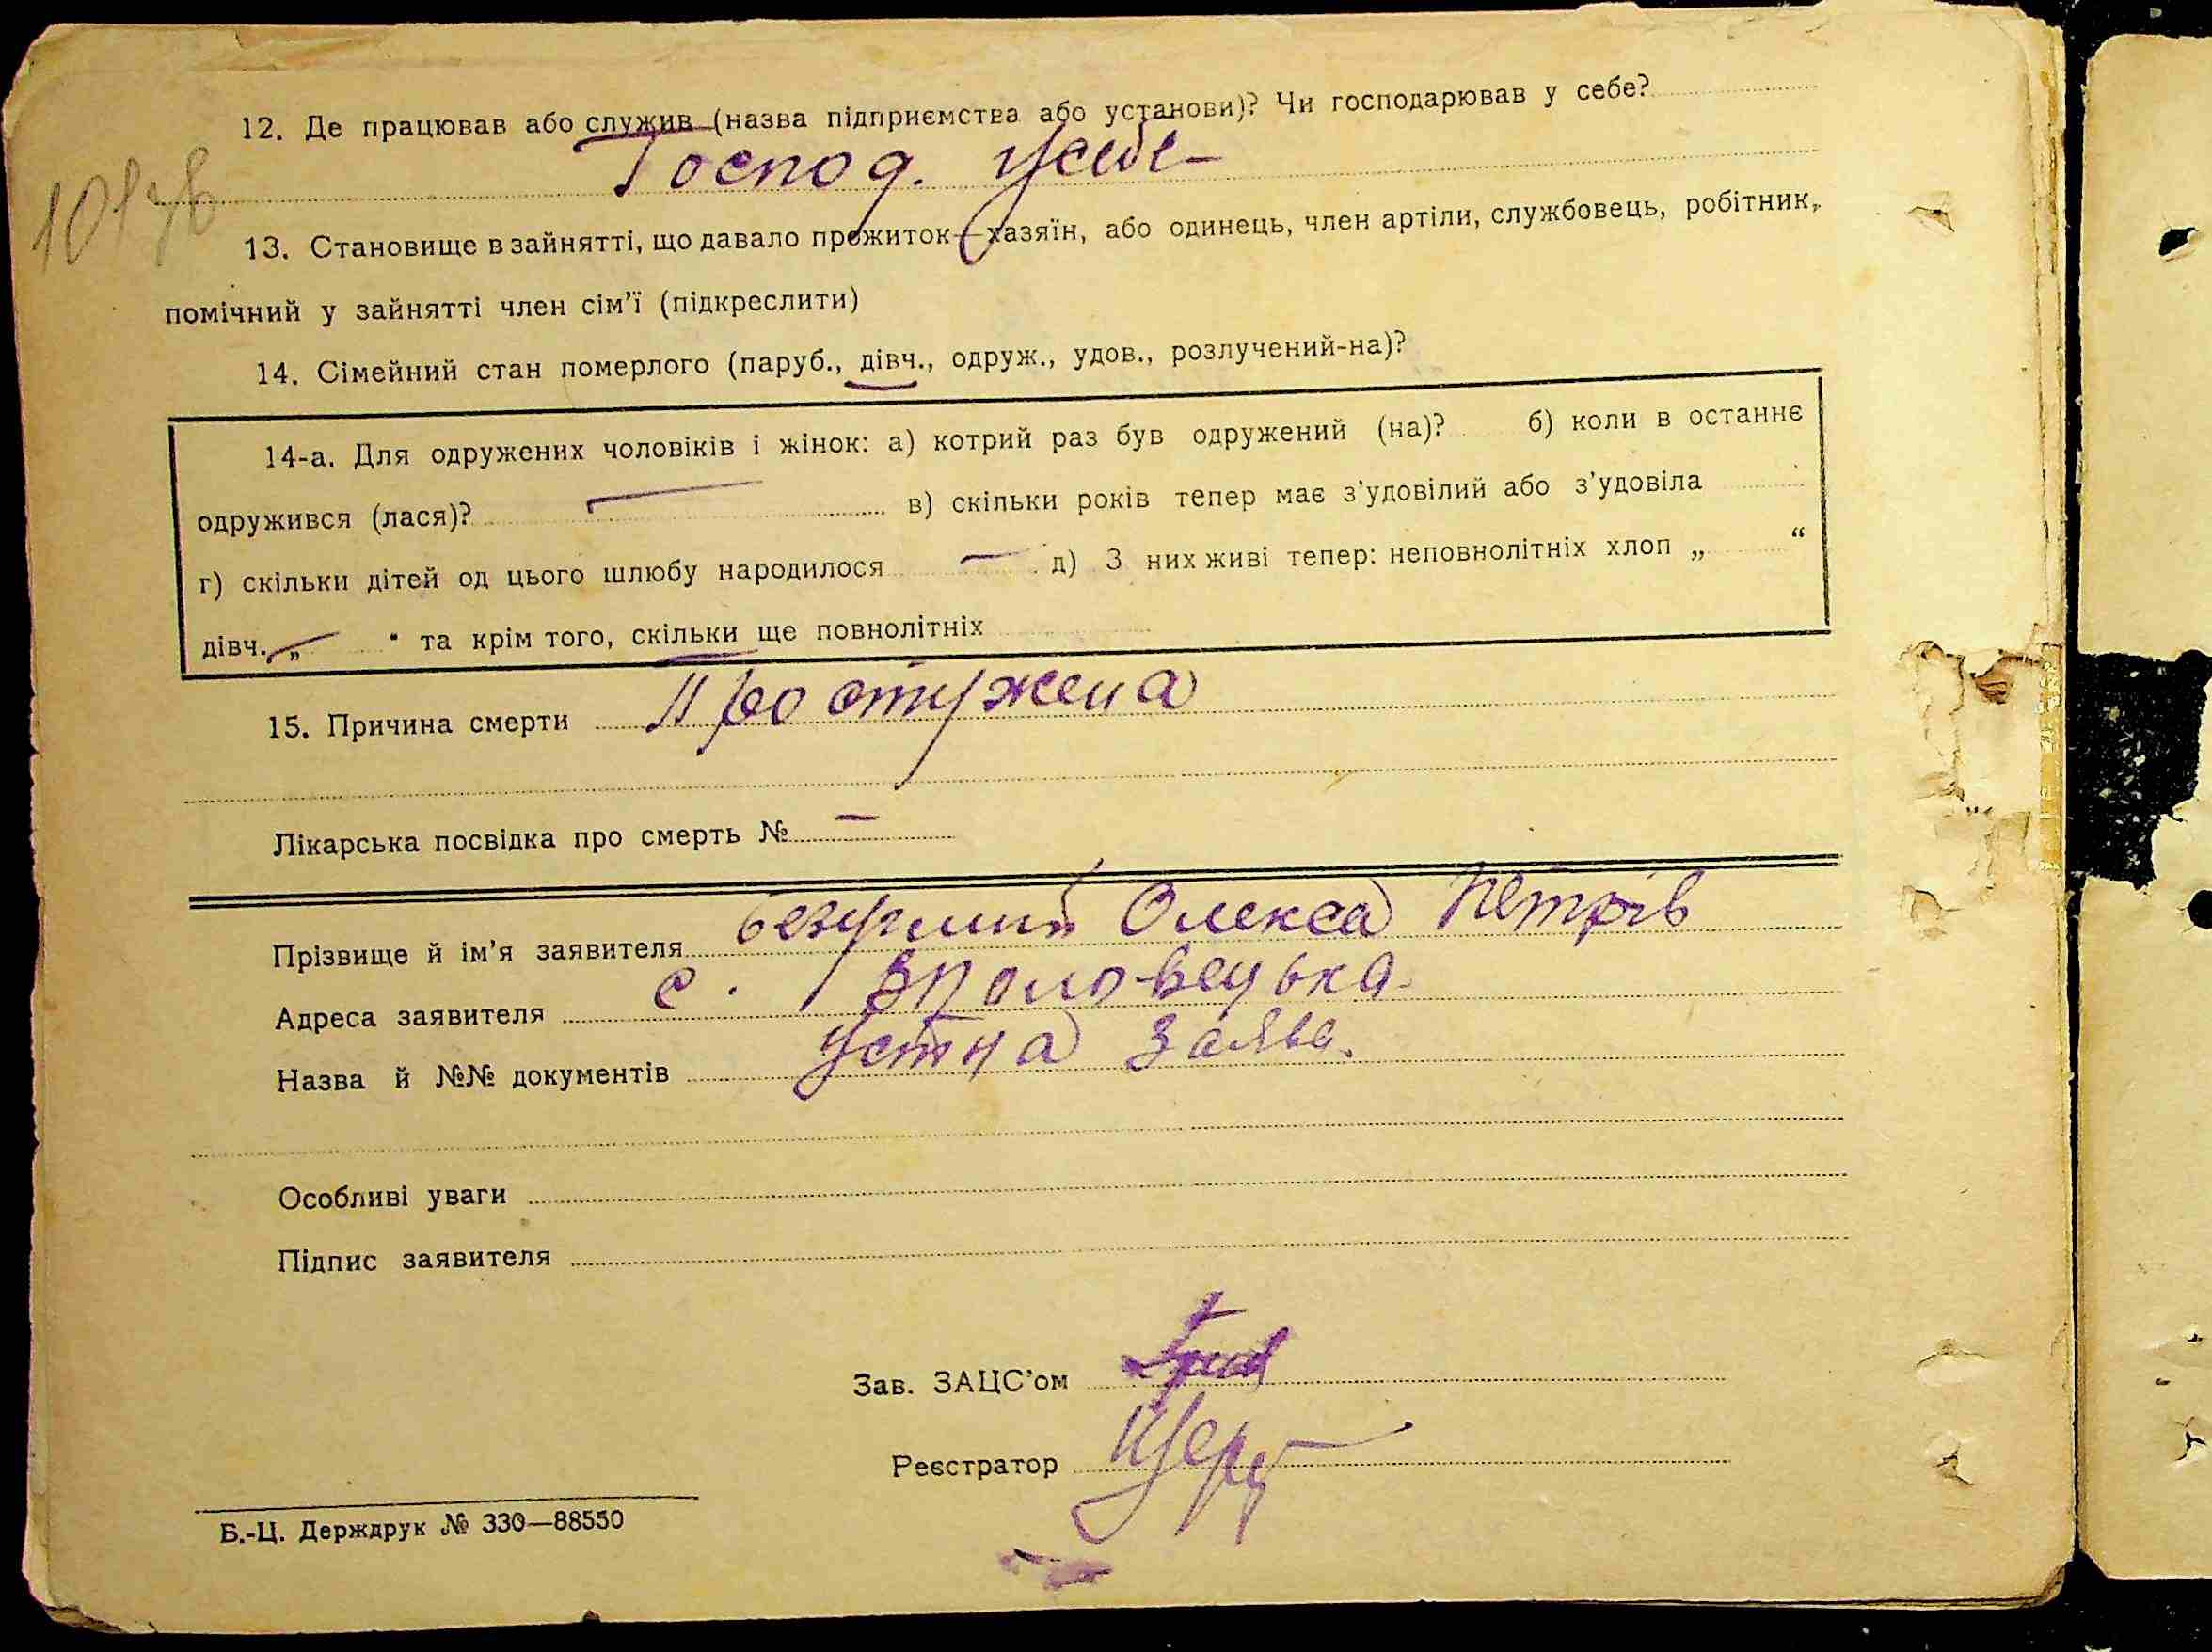 12. Де працював або служив (назва підприємства або установи)? Чи господарював у себе?
Господ. усебе
13. Становище в зайнятті, що давало прожиток—хазяїн, або одинець, член артіли, службовець, робітник,
помічний у зайнятті член сім’ї (підкреслити)
14. Сімейний стан померлого (паруб., дівч., одруж., удов., розлучений-на)?
14-а. Для одружених чоловіків і жінок: а) котрий раз був одружений (на)? б) коли в останнє
одружився (лася)? — в) скільки років тепер має з’удовілий або з’удовіла
г) скільки дітей од цього шлюбу народилося — д) З них живі тепер: неповнолітніх хлоп „ “
дівч. „ — “ та крім того, скільки ще повнолітніх
15. Причина смерти Простужена
Лікарська посвідка про смерть № —
Прізвище й ім’я заявителя Олекса Петрів
Адреса заявителя с.
Назва й №№ документів Устна заява.
Особливі уваги
Підпис заявителя
Зав. ЗАЦС’ом
Реєстратор
Б.-Ц. Держдрук № 330—88550